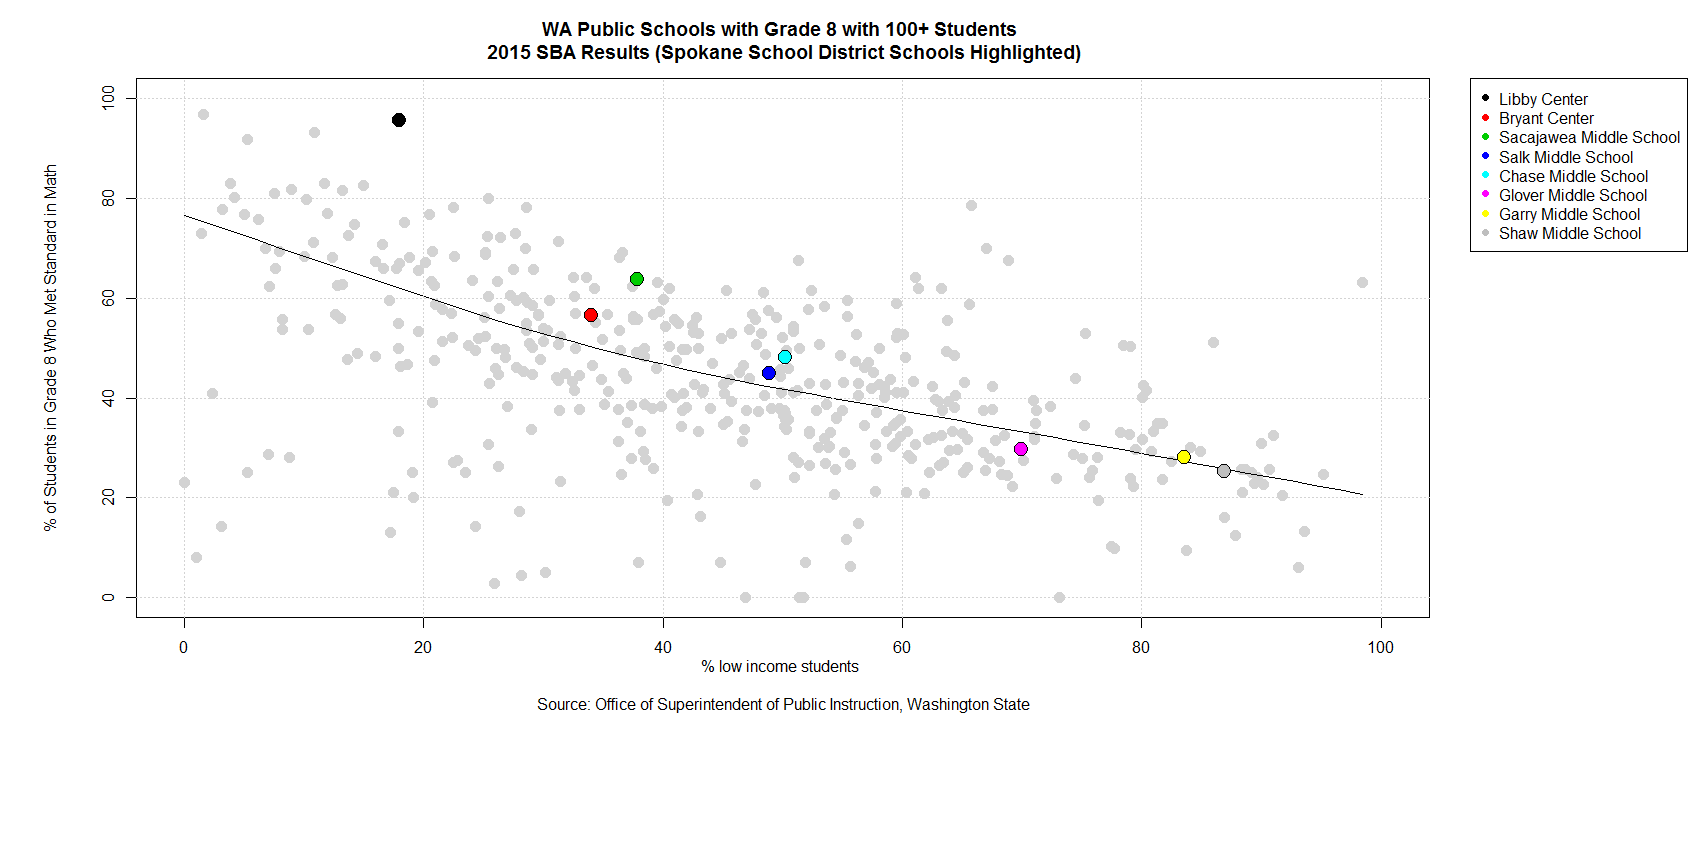 WA Public Schools with Grade 8 with 100+ Students
2015 SBA Results (Spokane School District Schools Highlighted)
% of Students in Grade 8 Who Met Standard in Math
100
80
60
40
20
0
0 20 40 60 80 100
% low income students
Source: Office of Superintendent of Public Instruction, Washington State
Libby Center
Bryant Center
Sacajawea Middle School
Salk Middle School
Chase Middle School
Glover Middle School
Garry Middle School
Shaw Middle School